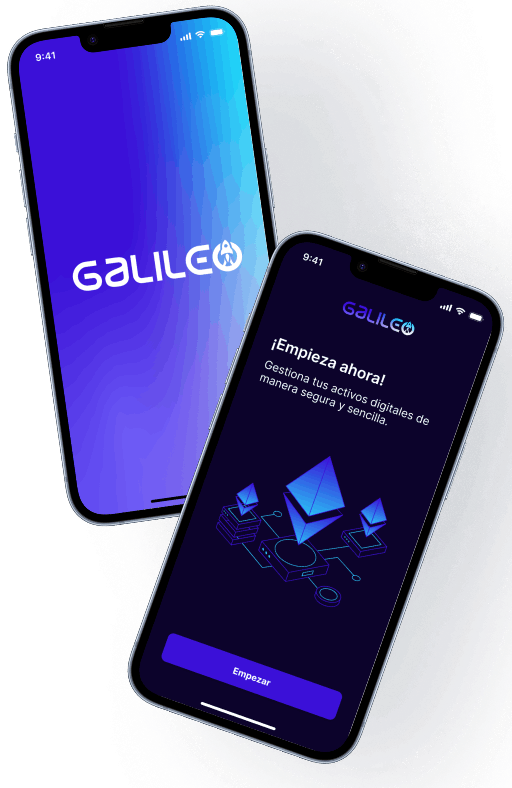 9:41
GALILEO
9:41
GALILEO
¡Empieza ahora!
Gestiona tus activos digitales de
manera segura y sencilla.
Empezar